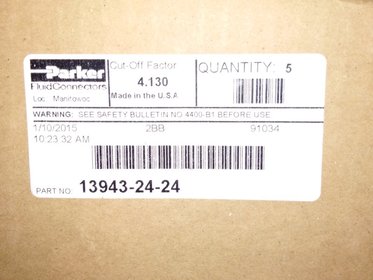 Parker
FluidConnectors
Loc: Manitowoc
Cut-Off Factor
4.130
Made in the U.S.A
QUANTITY: 5
WARNING: SEE SAFETY BULLETIN NO 4400-B1 BEFORE USE
1/10/2015 2BB 91034
10:23:32 AM
PART NO: 13943-24-24